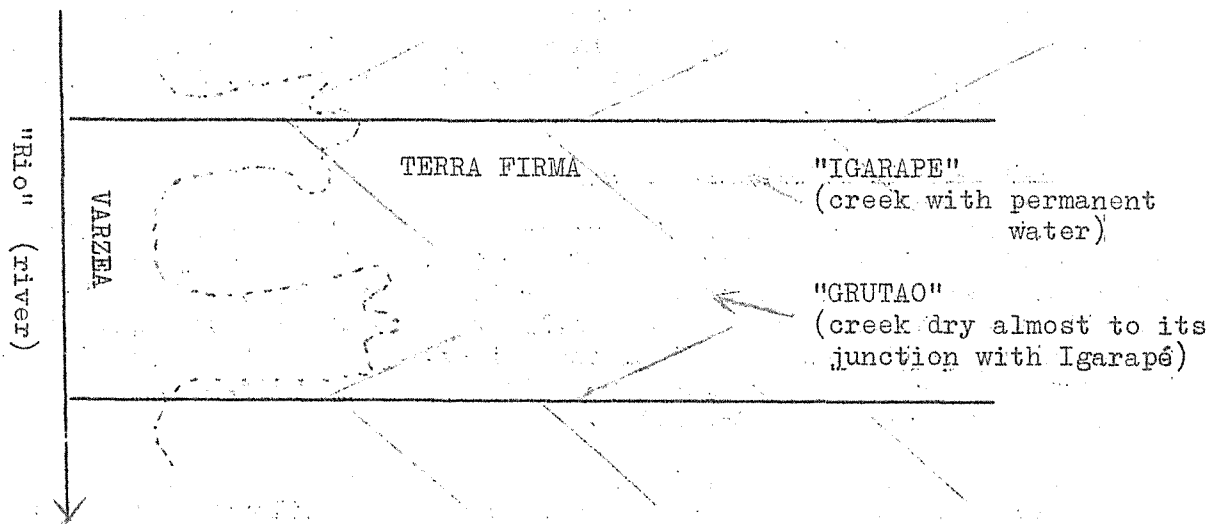 "Rio" (river)
VARZEA
TERRA FIRMA
"IGARAPE"
(creek with permanent
water)
"GRUTAO"
(creek dry almost to its
junction with Igarapé)